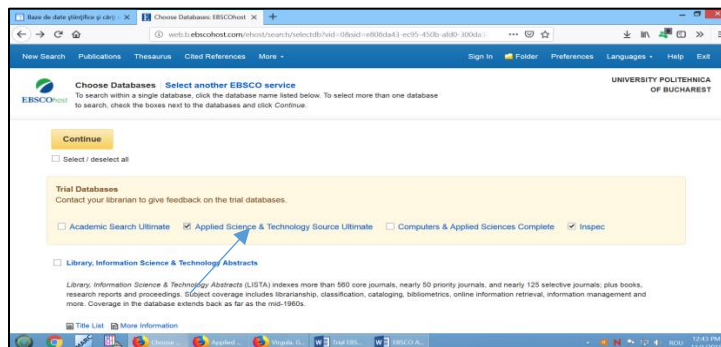 Baze de date științifice și cărți
Choose Databases: EBSCOhost
web.b.ebscohost.com/ehost/search/selectdb?vid=0&sid=e808da43-ec95-450b-afd0-300da
New Search Publications Thesaurus Cited References More
Sign In Folder Preferences Languages Help Exit
EBSCOhost
Choose Databases Select another EBSCO service
To search within a single database, click the database name listed below. To select more than one database
to search, check the boxes next to the databases and click Continue.
UNIVERSITY POLITEHNICA
OF BUCHAREST
Continue
Select / deselect all
Trial Databases
Contact your librarian to give feedback on the trial databases.
Academic Search Ultimate Applied Science & Technology Source Ultimate Computers & Applied Sciences Complete Inspec
Library, Information Science & Technology Abstracts
Library, Information Science & Technology Abstracts (LISTA) indexes more than 560 core journals, nearly 50 priority journals, and nearly 125 selective journals; plus books,
research reports and proceedings. Subject coverage includes librarianship, classification, cataloging, bibliometrics, online information retrieval, information management and
more. Coverage in the database extends back as far as the mid-1960s.
Title List More Information
Choose ... Applied ... Virgula, G... Trial EBS... EBSCO A...
ROU 12:43 PM